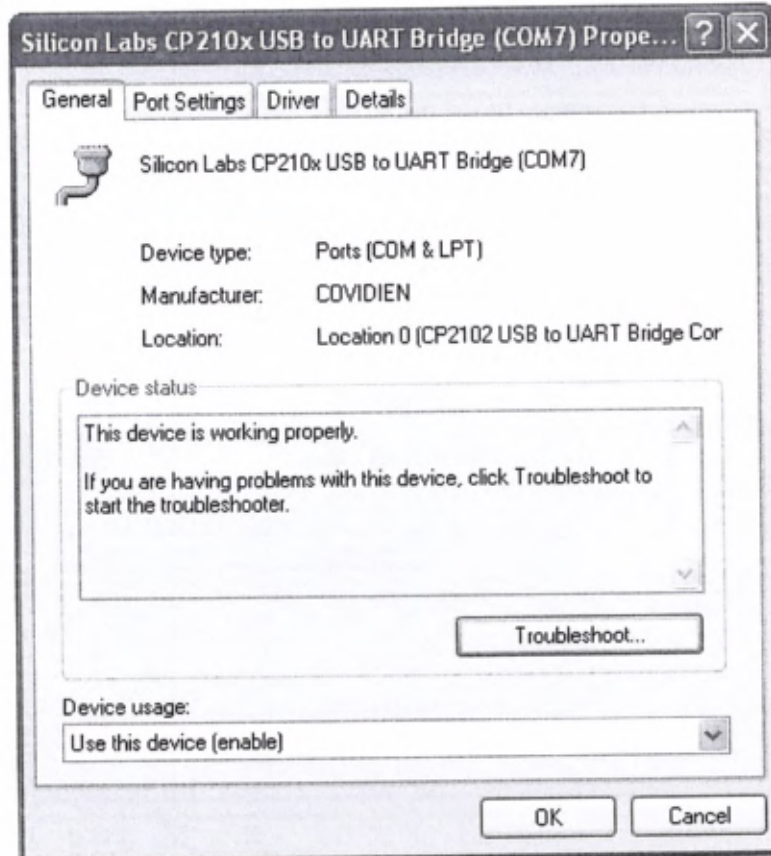 Silicon Labs CP210x USB to UART Bridge (COM7) Prope... ? X
General Port Settings Driver Details
Silicon Labs CP210x USB to UART Bridge (COM7)
Device type: Ports (COM & LPT)
Manufacturer: COVIDIEN
Location: Location 0 (CP2102 USB to UART Bridge Cor
Device status
This device is working properly.
If you are having problems with this device, click Troubleshoot to
start the troubleshooter.
Troubleshoot...
Device usage:
Use this device (enable)
OK Cancel